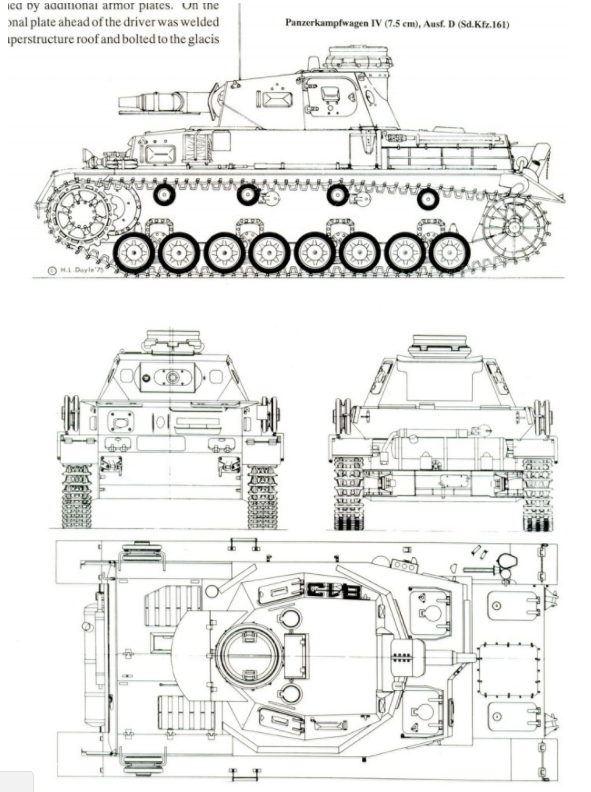 ned by additional armor plates. On the
onal plate ahead of the driver was welded
uperstructure roof and bolted to the glacis
Panzerkampfwagen IV (7.5 cm), Ausf. D (Sd.Kfz.161)
© H.L. Doyle '75